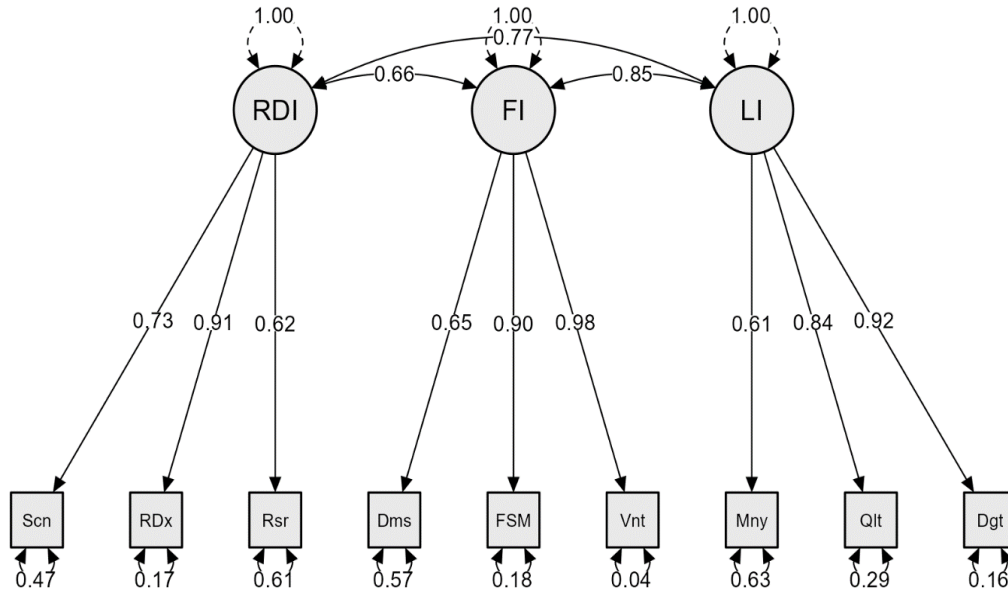 1.00 1.00 1.00
0.77
0.66 0.85
RDI FI LI
0.73 0.91 0.62 0.65 0.90 0.98 0.61 0.84 0.92
Scn RDx Rsr Dms FSM Vnt Mny Qlt Dgt
0.47 0.17 0.61 0.57 0.18 0.04 0.63 0.29 0.16